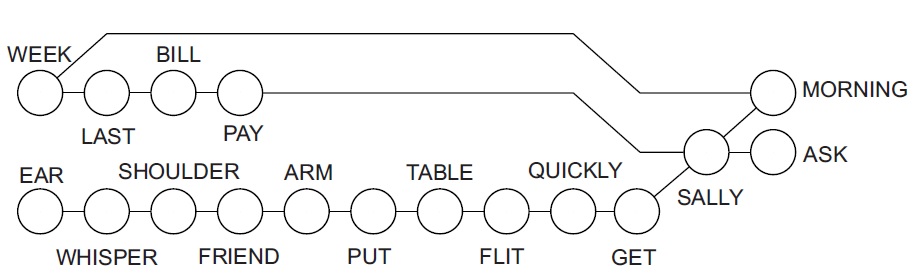 WEEK
BILL
MORNING
LAST
PAY
ASK
SALLY
EAR
SHOULDER
ARM
TABLE
QUICKLY
WHISPER
FRIEND
PUT
FLIT
GET